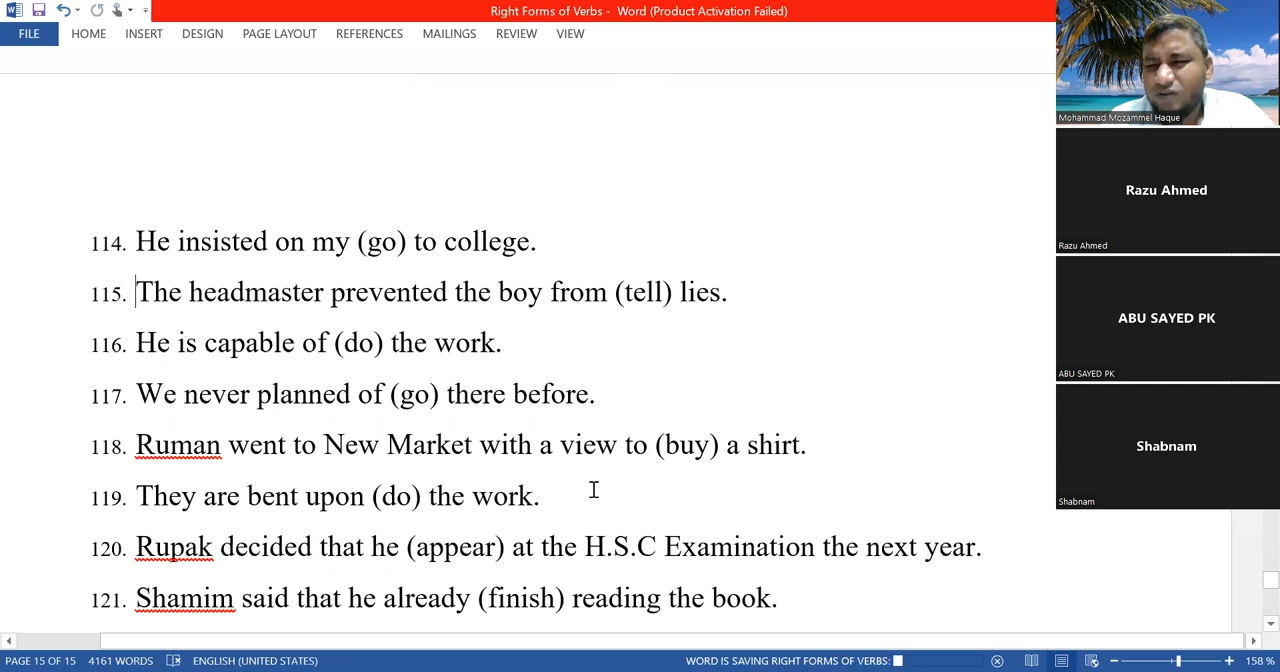 Right Forms of Verbs - Word (Product Activation Failed)
FILE HOME INSERT DESIGN PAGE LAYOUT REFERENCES MAILINGS REVIEW VIEW
Mohammad Mozammel Haque
Razu Ahmed
Razu Ahmed
ABU SAYED PK
ABU SAYED PK
Shabnam
Shabnam
114. He insisted on my (go) to college.
115. The headmaster prevented the boy from (tell) lies.
116. He is capable of (do) the work.
117. We never planned of (go) there before.
118. Ruman went to New Market with a view to (buy) a shirt.
119. They are bent upon (do) the work.
120. Rupak decided that he (appear) at the H.S.C Examination the next year.
121. Shamim said that he already (finish) reading the book.
PAGE 15 OF 15 4161 WORDS ENGLISH (UNITED STATES) WORD IS SAVING RIGHT FORMS OF VERBS: 158 %